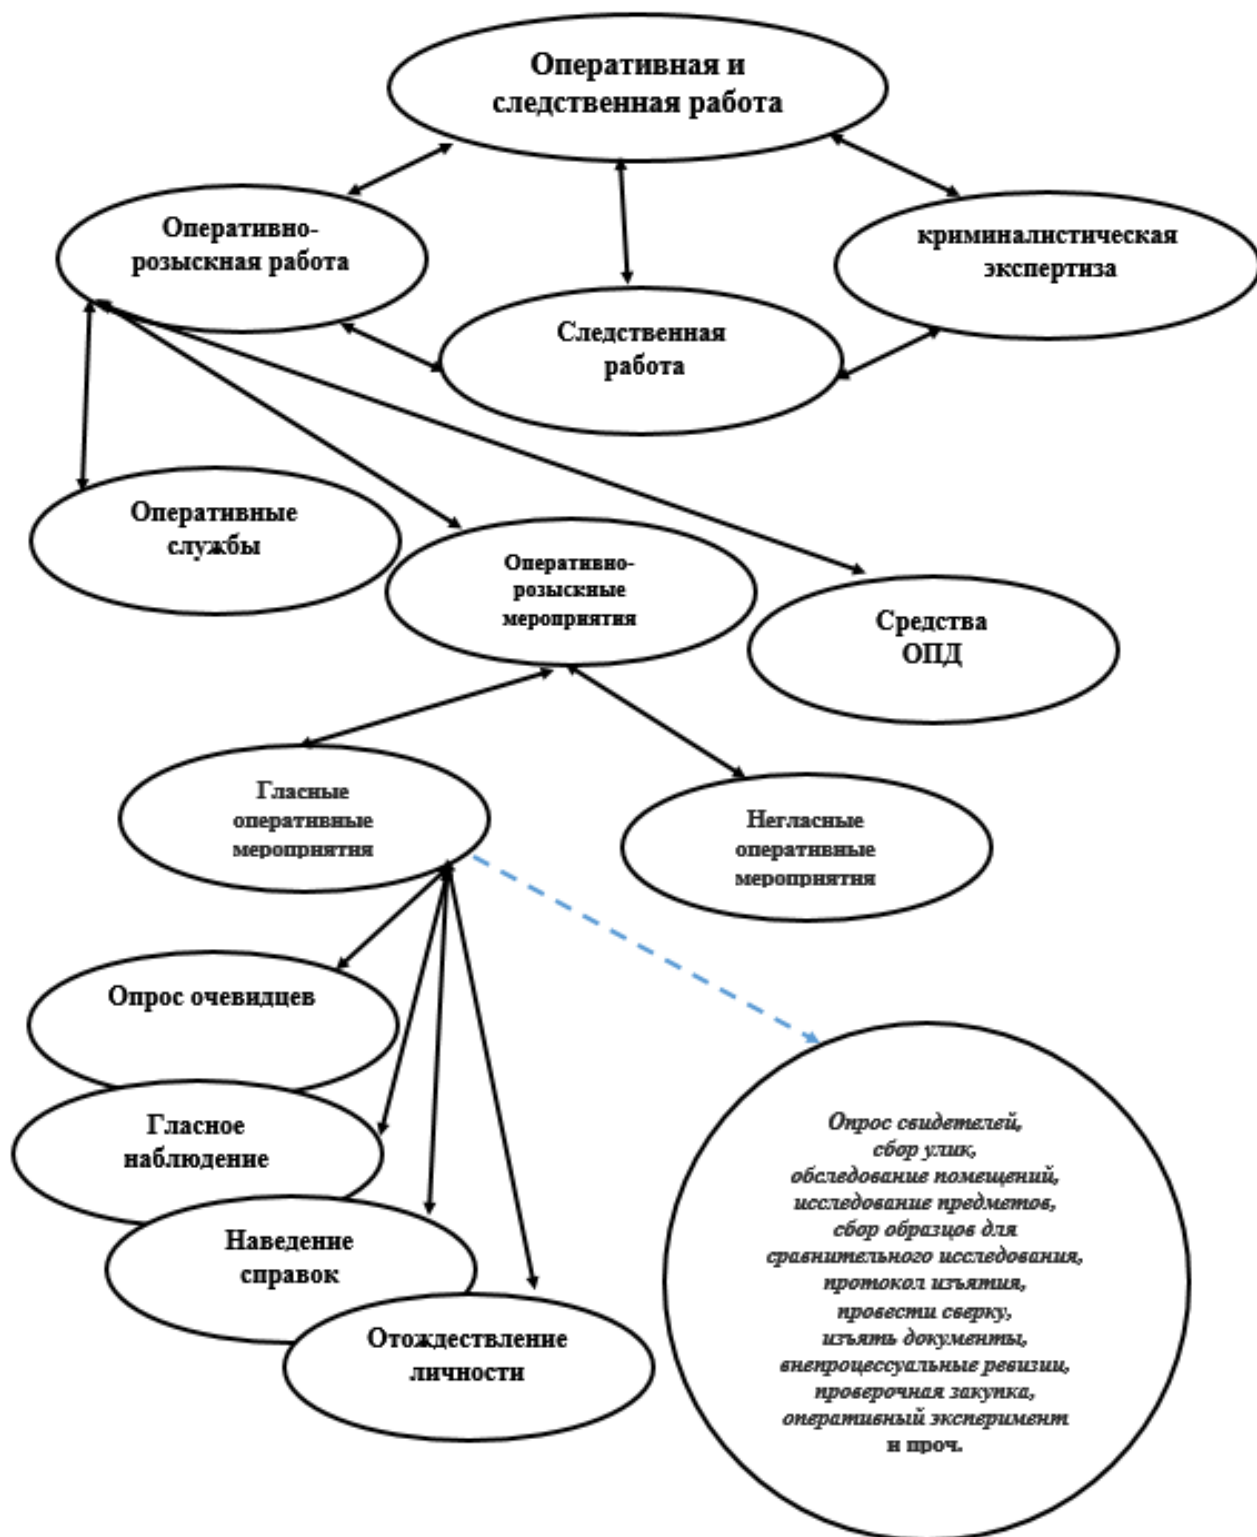 Оперативная и
следственная работа
Оперативно-
розыскная работа
криминалистическая
экспертиза
Следственная
работа
Оперативные
службы
Оперативно-
розыскные
мероприятия
Средства
ОПД
Гласные
оперативные
мероприятия
Негласные
оперативные
мероприятия
Опрос очевидцев
Гласное
наблюдение
Наведение
справок
Отождествление
личности
Опрос свидетелей,
сбор улик,
обследование помещений,
исследование предметов,
сбор образцов для
сравнительного исследования,
протокол изъятия,
провести сверку,
изъять документы,
внепроцессуальные ревизии,
проверочная закупка,
оперативный эксперимент
и проч.